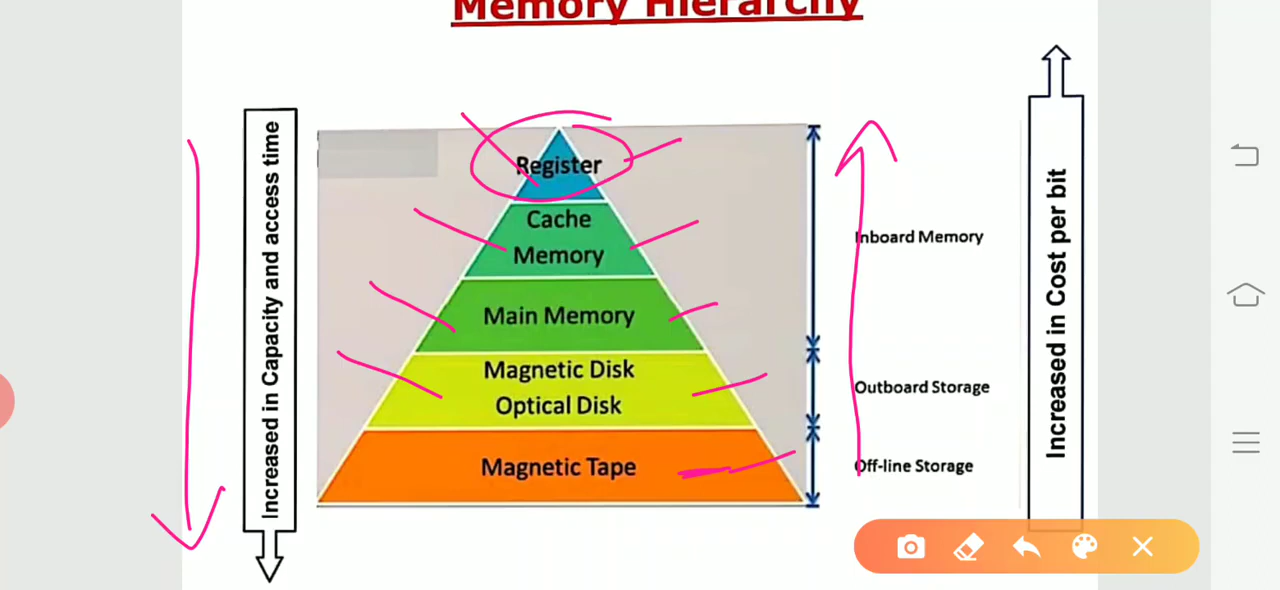 Memory Hierarchy
Increased in Capacity and access time
Register
Cache
Memory
Main Memory
Magnetic Disk
Optical Disk
Magnetic Tape
Inboard Memory
Outboard Storage
Off-line Storage
Increased in Cost per bit